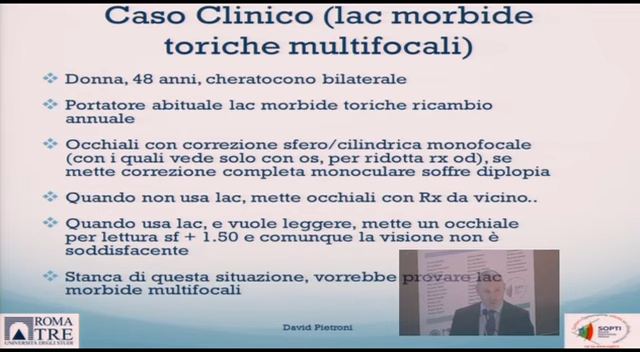 Caso Clinico (lac morbide
toriche multifocali)
Donna, 48 anni, cheratocono bilaterale
Portatore abituale lac morbide toriche ricambio
annuale
Occhiali con correzione sfero/cilindrica monofocale
(con i quali vede solo con os, per ridotta rx od), se
mette correzione completa monoculare soffre diplopia
Quando non usa lac, mette occhiali con Rx da vicino..
Quando usa lac, e vuole leggere, mette un occhiale
per lettura sf + 1.50 e comunque la visione non è
soddisfacente
Stanca di questa situazione, vorrebbe provare lac
morbide multifocali
David Pietroni
ROMA
TRE
UNIVERSITÀ DEGLI STUDI
SOPTI